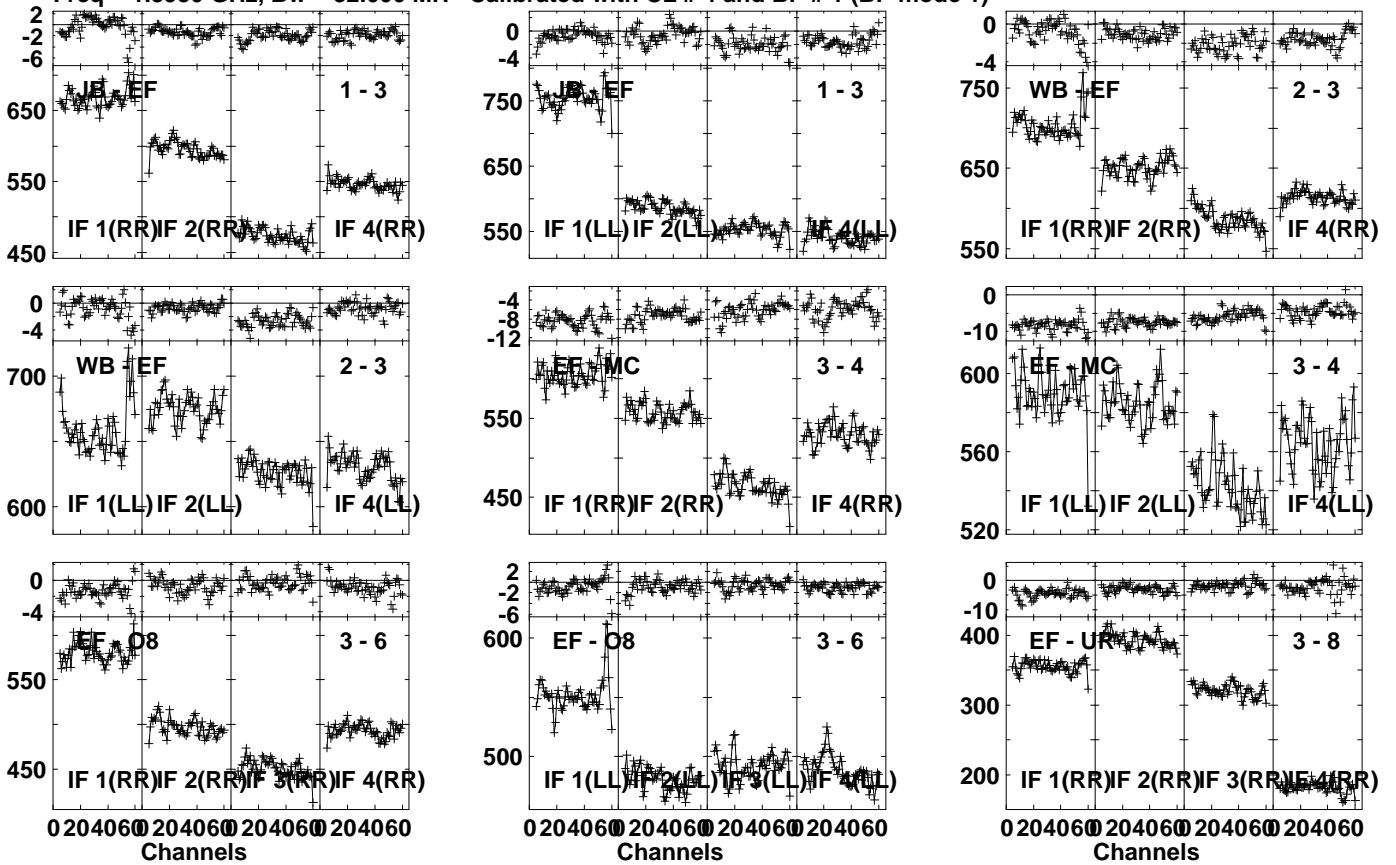 2 0 0
-2 -2 -4
-6 -4
JB - EF 1 - 3 JB - EF 1 - 3 WB - EF 2 - 3
650 750 750
550 650 650
450 550 550
IF 1(RR) IF 2(RR) IF 4(RR) IF 1(LL) IF 2(LL) IF 4(LL) IF 1(RR) IF 2(RR) IF 4(RR)
0 -4 0
-4 -8 -10
-12
WB - EF 2 - 3 EF - MC 3 - 4 EF - MC 3 - 4
700 550 600
600 450 560
520
IF 1(LL) IF 2(LL) IF 4(LL) IF 1(RR) IF 2(RR) IF 4(RR) IF 1(LL) IF 2(LL) IF 4(LL)
0 2 0
-4 -2 -10
-6
EF - O8 3 - 6 EF - O8 3 - 6 EF - UR 3 - 8
550 600 400
450 500 300
200
IF 1(RR) IF 2(RR) IF 3(RR) IF 4(RR) IF 1(LL) IF 2(LL) IF 3(LL) IF 4(LL) IF 1(RR) IF 2(RR) IF 3(RR) IF 4(RR)
0 204060 0 204060 0 204060 0 204060 0 204060 0 204060 0 204060 0 204060 0 204060 0 204060 0 204060 0 204060
Channels Channels Channels